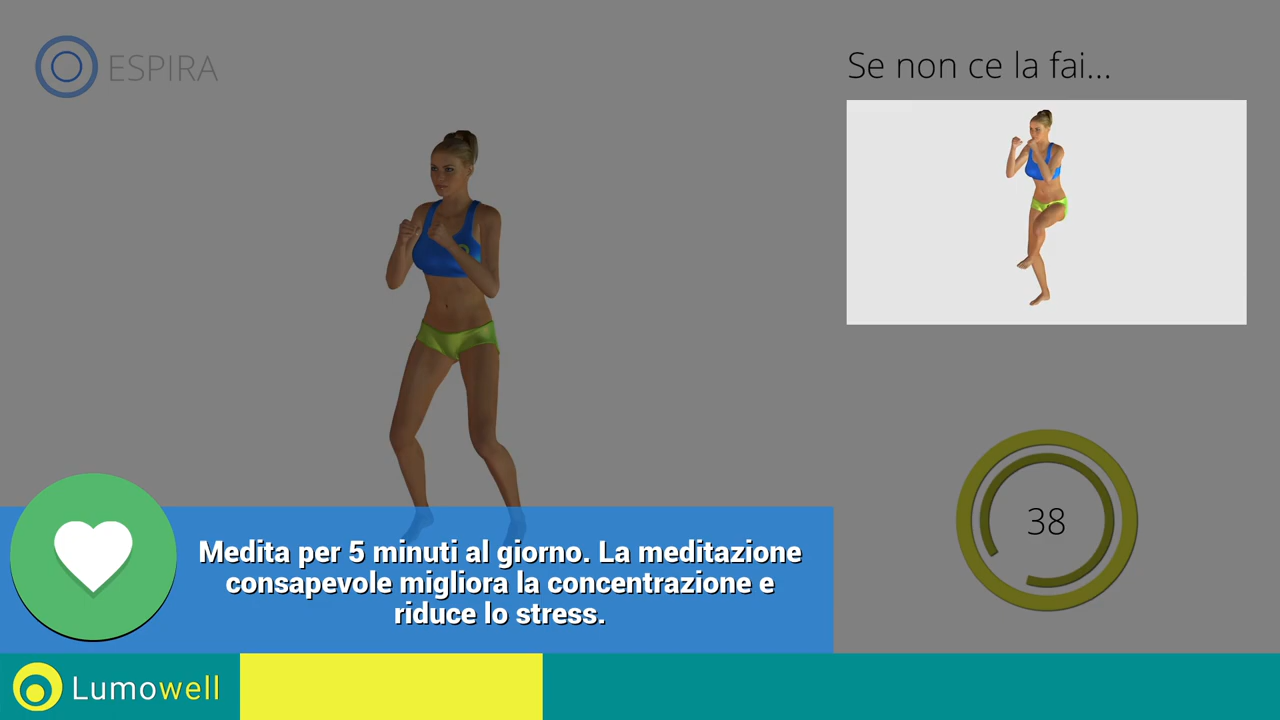 ESPIRA
Se non ce la fai...
38
Medita per 5 minuti al giorno. La meditazione
consapevole migliora la concentrazione e
riduce lo stress.
Lumowell